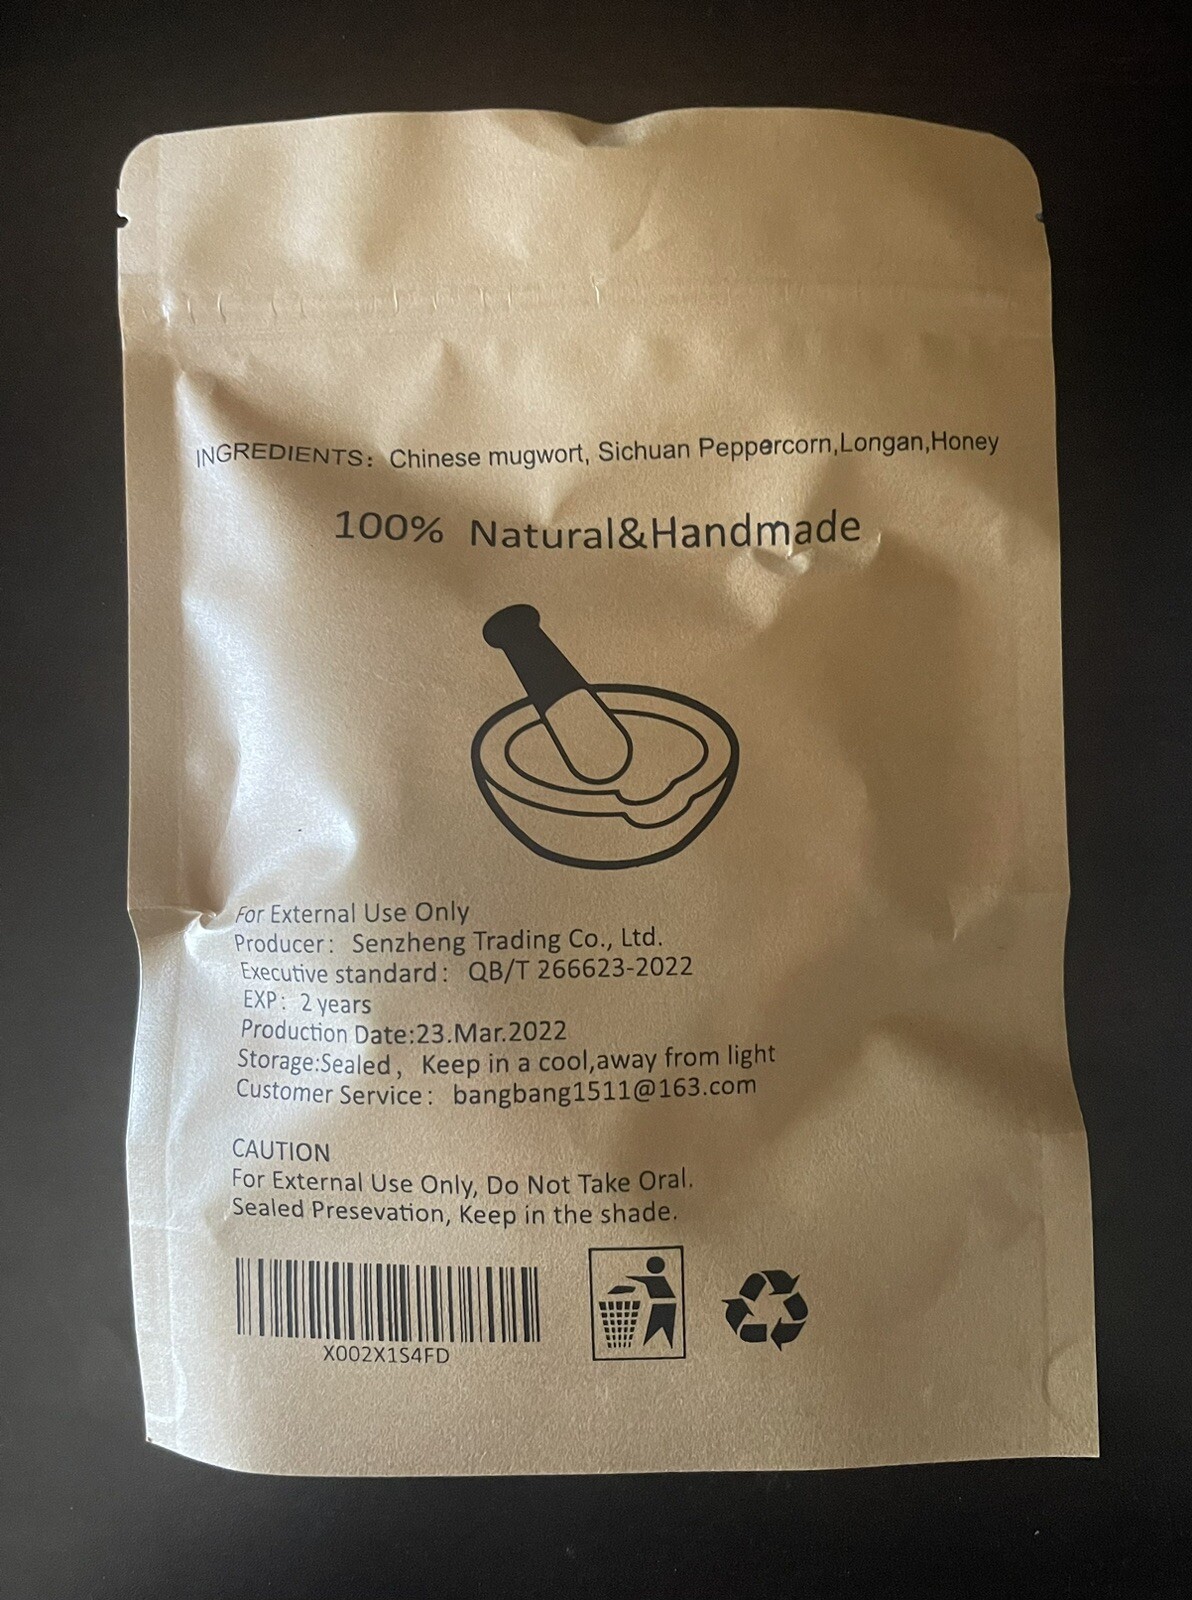 INGREDIENTS: Chinese mugwort, Sichuan Peppercorn,Longan,Honey
100% Natural&Handmade
For External Use Only
Producer: Senzheng Trading Co., Ltd.
Executive standard: QB/T 266623-2022
EXP: 2 years
Production Date:23.Mar.2022
Storage:Sealed, Keep in a cool,away from light
Customer Service: bangbang1511@163.com
CAUTION
For External Use Only, Do Not Take Oral.
Sealed Presevation, Keep in the shade.
X002X1S4FD